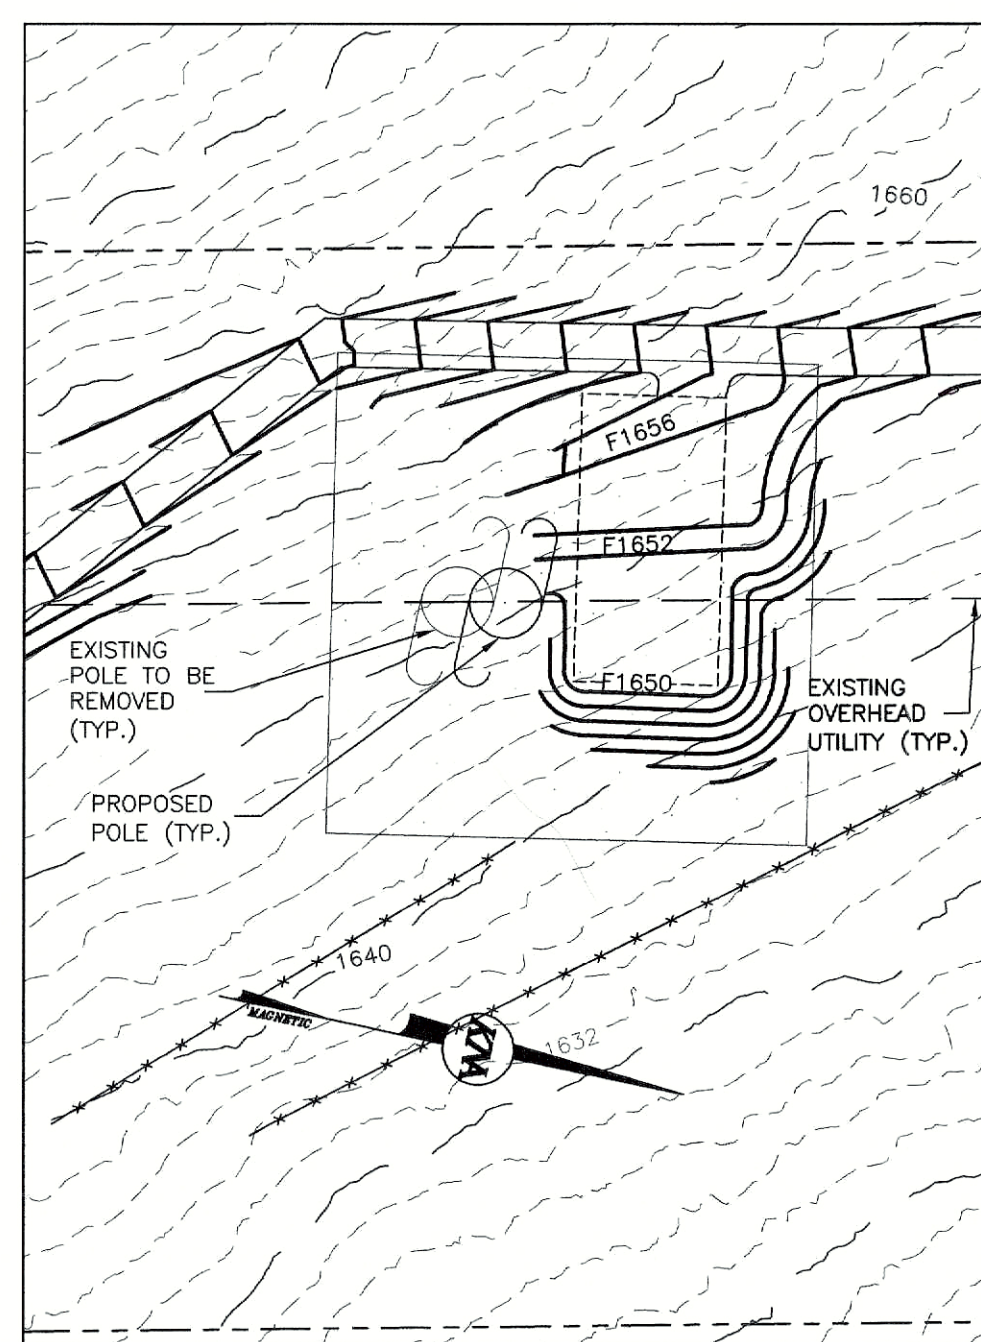 1660
F1656
F1652
EXISTING
POLE TO BE
REMOVED
(TYP.)
F1650
EXISTING
OVERHEAD
UTILITY (TYP.)
PROPOSED
POLE (TYP.)
1640
MAGNETIC
1632